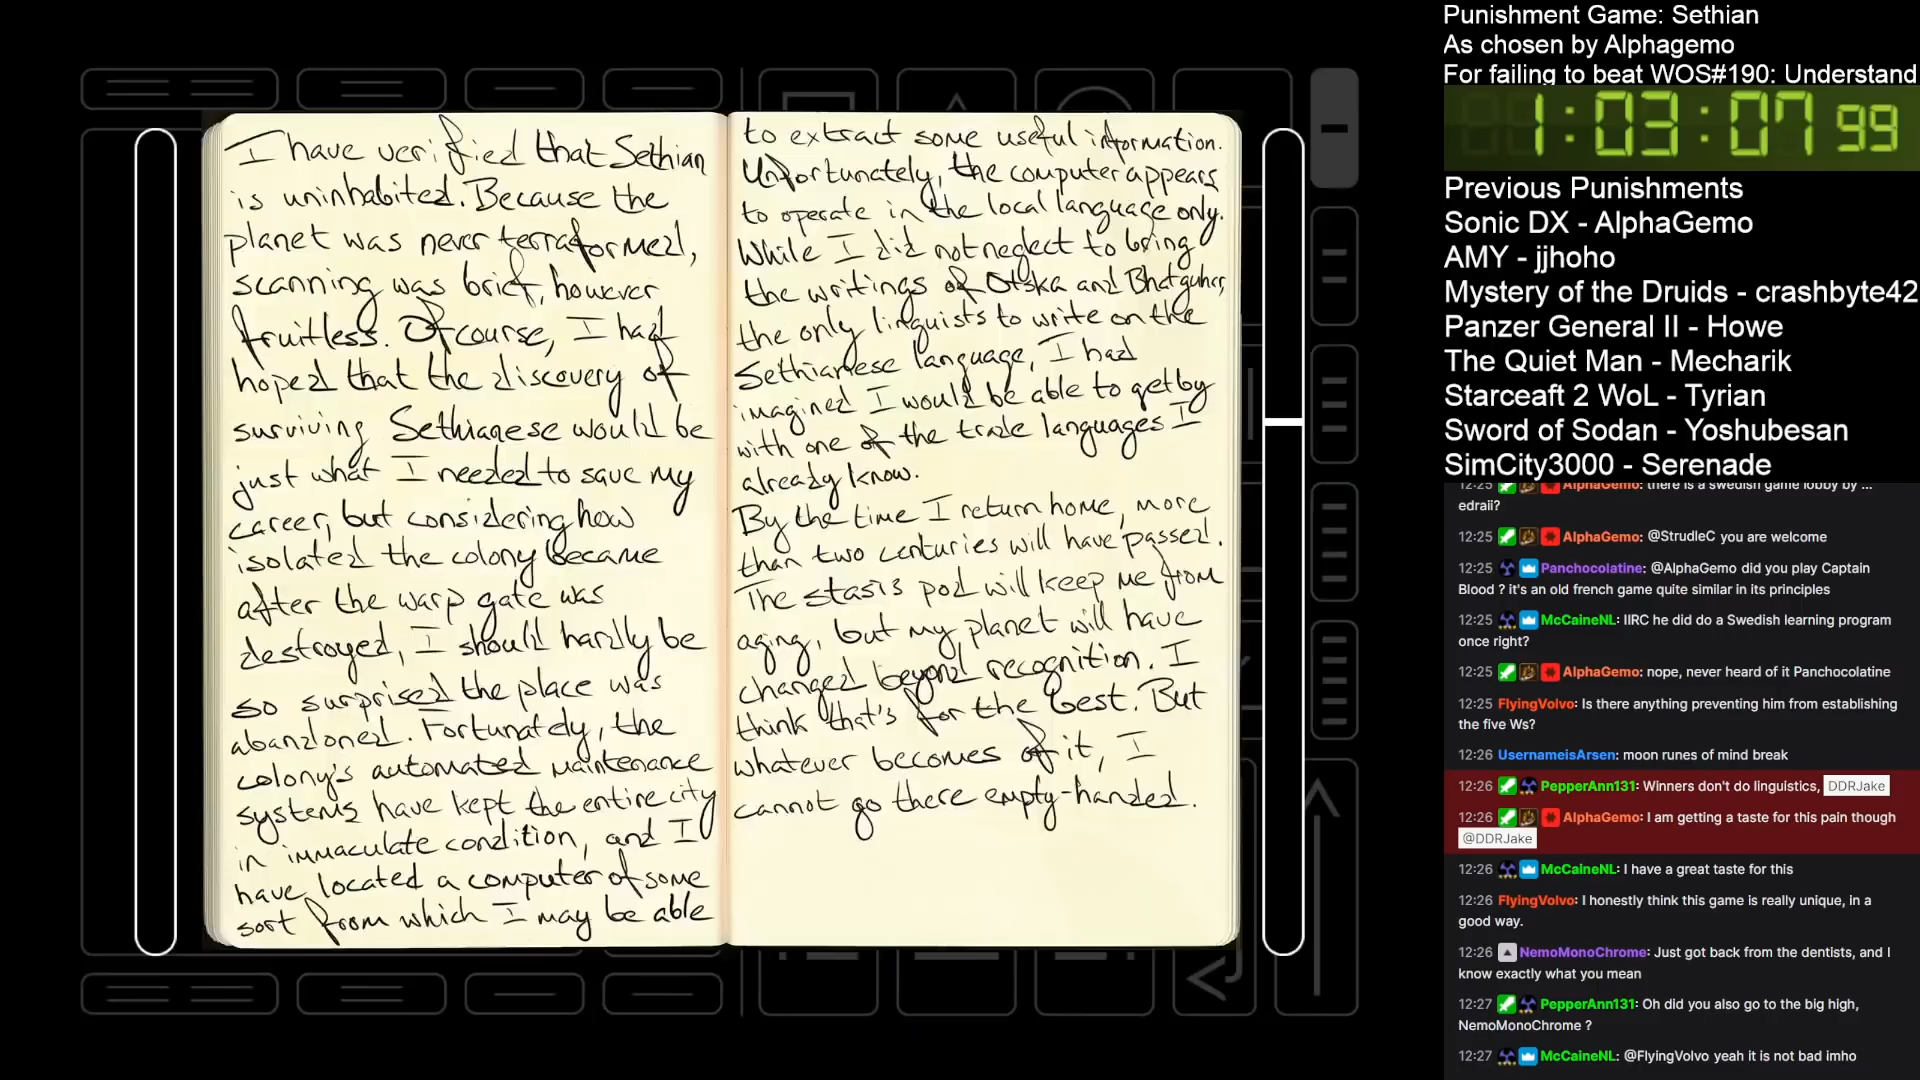 I have verified that Sethian
is uninhabited. Because the
planet was never terraformed,
scanning was brief, however
fruitless. Of course, I had
hoped that the discovery of
surviving Sethianese would be
just what I needed to save my
career, but considering how
isolated the colony became
after the warp gate was
destroyed, I should hardly be
so surprised the place was
abandoned. Fortunately, the
colony's automated maintenance
systems have kept the entire city
in immaculate condition, and I
have located a computer of some
sort from which I may be able
to extract some useful information.
Unfortunately, the computer appears
to operate in the local language only.
While I did not neglect to bring
the writings of Otska and Bhatguhar,
the only linguists to write on the
Sethianese language, I had
imagined I would be able to get by
with one of the trade languages I
already know.
By the time I return home, more
than two centuries will have passed.
The stasis pod will keep me from
aging, but my planet will have
changed beyond recognition. I
think that's for the best. But
whatever becomes of it, I
cannot go there empty-handed.
Punishment Game: Sethian
As chosen by Alphagemo
For failing to beat WOS#190: Understand
1:03:07 99
Previous Punishments
Sonic DX - AlphaGemo
AMY - jjhoho
Mystery of the Druids - crashbyte42
Panzer General II - Howe
The Quiet Man - Mecharik
Starceaft 2 WoL - Tyrian
Sword of Sodan - Yoshubesan
SimCity3000 - Serenade
12:25 AlphaGemo: there is a swedish game lobby by ...
edraii?
12:25 AlphaGemo: @StrudleC you are welcome
12:25 Panchocolatine: @AlphaGemo did you play Captain
Blood ? it's an old french game quite similar in its principles
12:25 McCaineNL: IIRC he did do a Swedish learning program
once right?
12:25 AlphaGemo: nope, never heard of it Panchocolatine
12:25 FlyingVolvo: Is there anything preventing him from establishing
the five Ws?
12:26 UsernameisArsen: moon runes of mind break
12:26 PepperAnn131: Winners don't do linguistics, DDRJake
12:26 AlphaGemo: I am getting a taste for this pain though
@DDRJake
12:26 McCaineNL: I have a great taste for this
12:26 FlyingVolvo: I honestly think this game is really unique, in a
good way.
12:26 NemoMonoChrome: Just got back from the dentists, and I
know exactly what you mean
12:27 PepperAnn131: Oh did you also go to the big high,
NemoMonoChrome ?
12:27 McCaineNL: @FlyingVolvo yeah it is not bad imho